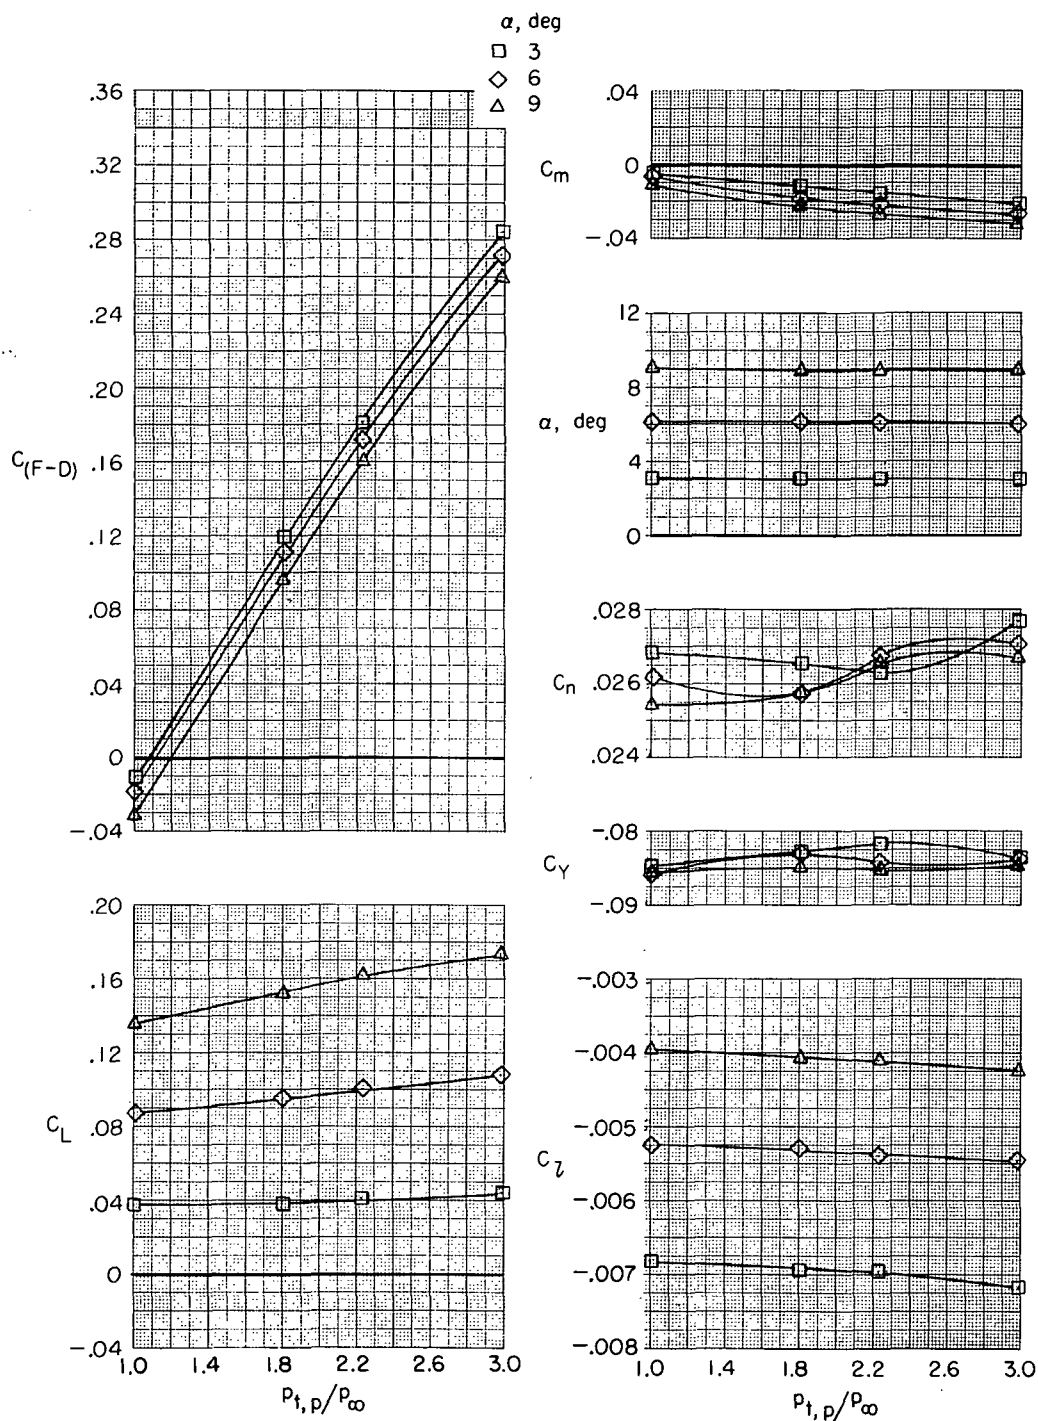 α, deg
3
6
9
.36
.32
.28
.24
.20
C(F-D) .16
.12
.08
.04
0
-.04
.20
.16
.12
CL .08
.04
0
-.04
1.0 1.4 1.8 2.2 2.6 3.0
pt,p/p∞
.04
Cm 0
-.04
12
8
α, deg
4
0
.028
Cn .026
.024
-.08
CY
-.09
-.003
-.004
-.005
Cl
-.006
-.007
-.008
1.0 1.4 1.8 2.2 2.6 3.0
pt,p/p∞